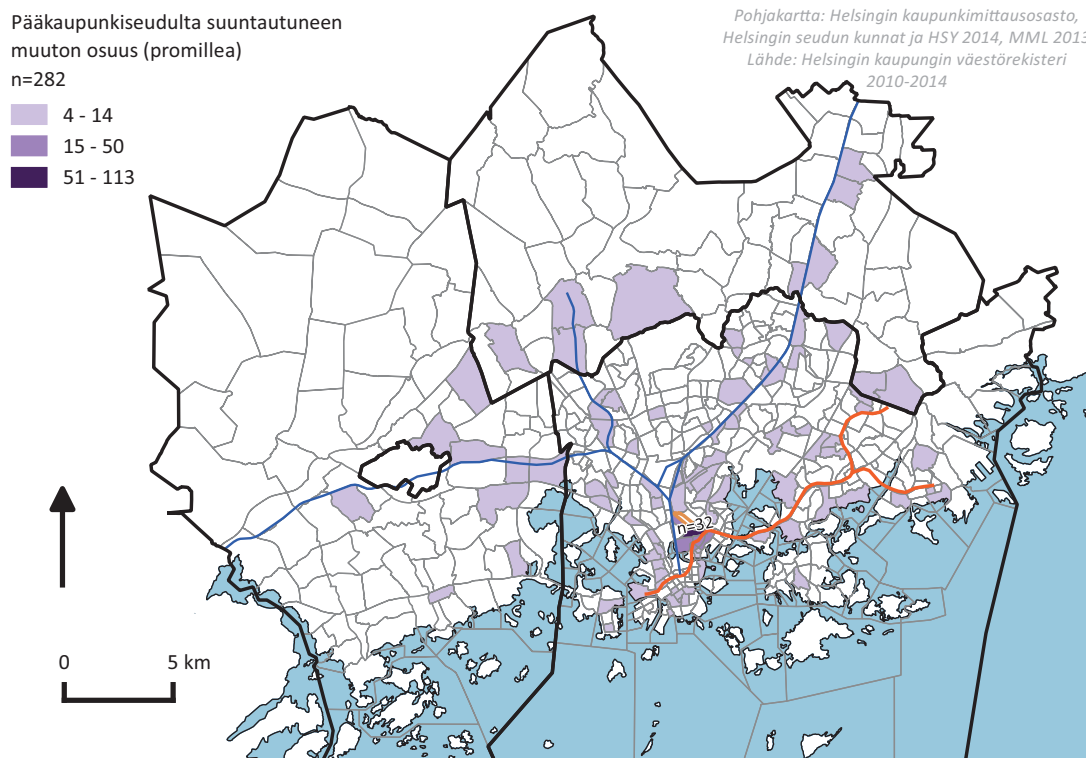 Pääkaupunkiseudulta suuntautuneen
muuton osuus (promillea)
n=282
4 - 14
15 - 50
51 - 113
Pohjakartta: Helsingin kaupunkimittausosasto,
Helsingin seudun kunnat ja HSY 2014, MML 2013
Lähde: Helsingin kaupungin väestörekisteri
2010-2014
n=32
0 5 km